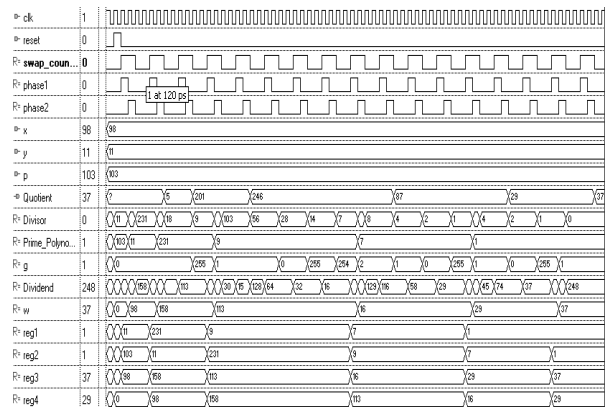 clk 1
reset 0
swap_coun... 0
phase1 0
1 at 120 ps
phase2 0
x 98 98
y 11 11
p 103 103
Quotient 37 ? 5 201 246 87 29 37
Divisor 0 11 231 18 9 103 56 28 14 7 8 4 2 1 4 2 1 0
Prime_Polyno... 1 103 11 231 9 7 1
g 1 0 255 1 0 255 254 2 1 0 255 1 0 255 1
Dividend 248 158 113 38 15 128 64 32 16 129 116 58 29 45 74 37 248
w 37 0 98 158 113 16 29 37
reg1 1 11 231 9 7 1
reg2 1 103 11 231 9 7 1
reg3 37 98 158 113 16 29 37
reg4 29 0 98 158 113 16 29